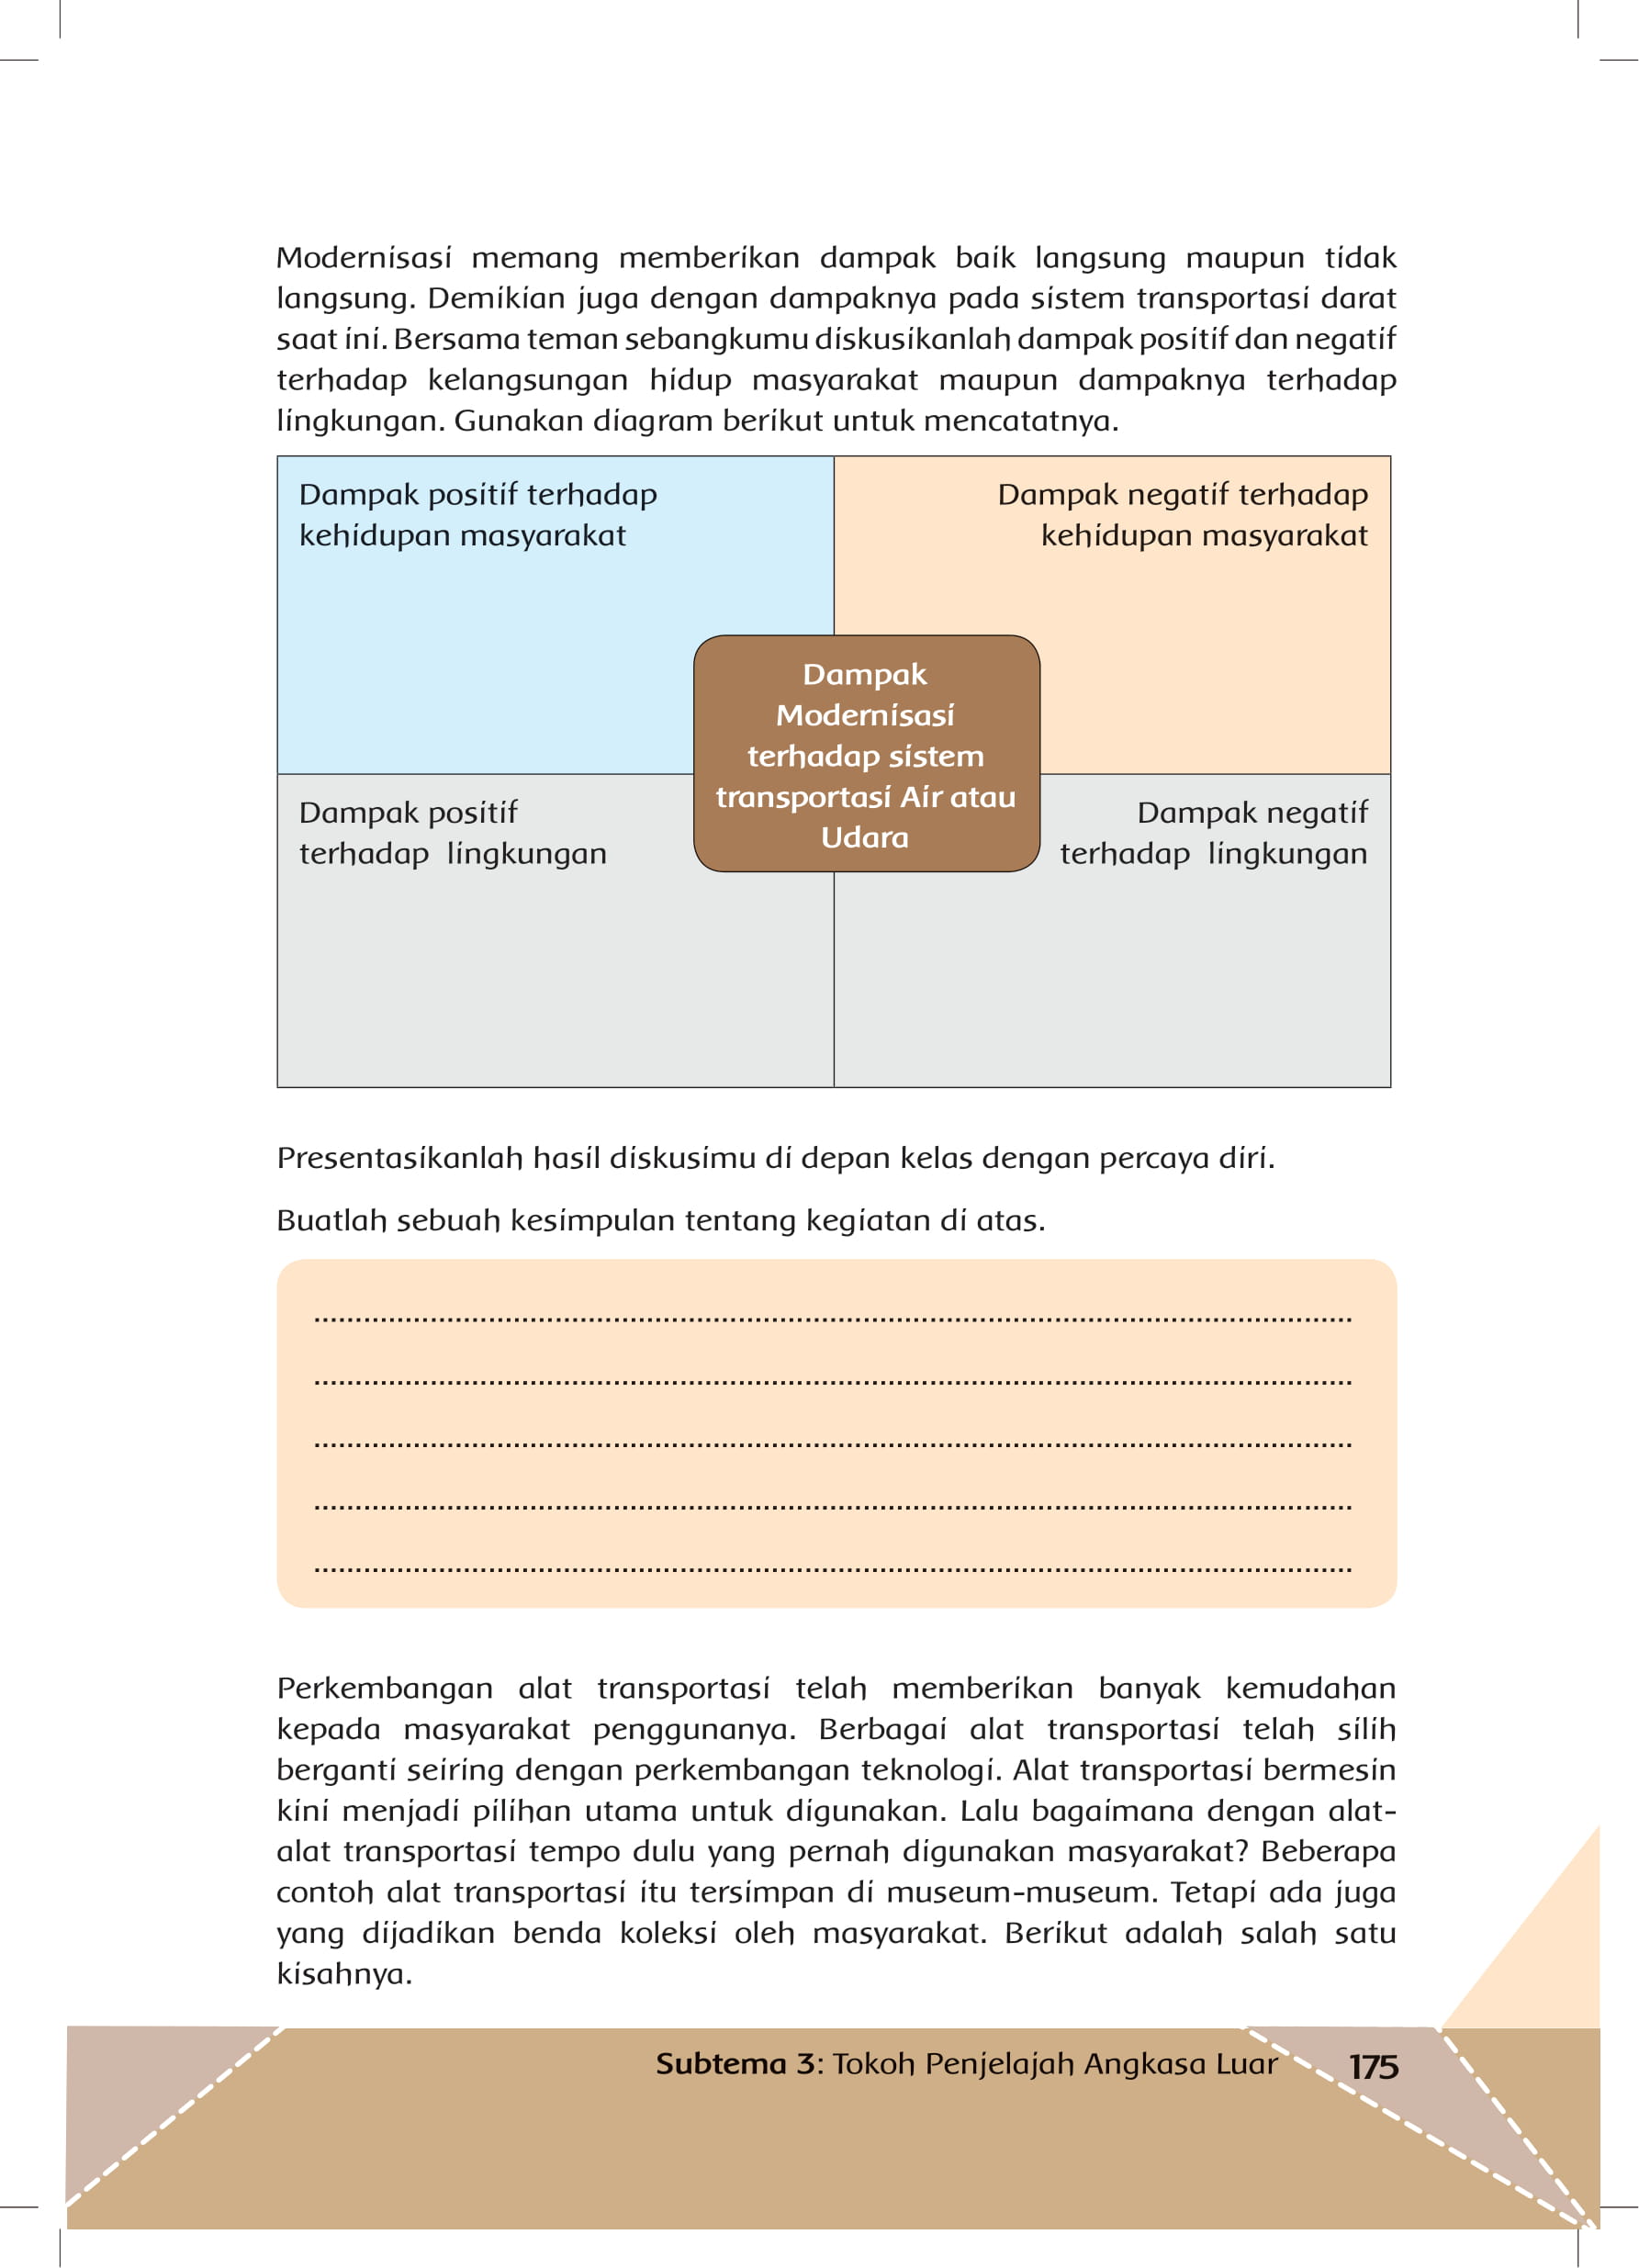 Modernisasi memang memberikan dampak baik langsung maupun tidak
langsung. Demikian juga dengan dampaknya pada sistem transportasi darat
saat ini. Bersama teman sebangkumu diskusikanlah dampak positif dan negatif
terhadap kelangsungan hidup masyarakat maupun dampaknya terhadap
lingkungan. Gunakan diagram berikut untuk mencatatnya.
Dampak positif terhadap
kehidupan masyarakat
Dampak negatif terhadap
kehidupan masyarakat
Dampak
Modernisasi
terhadap sistem
transportasi Air atau
Udara
Dampak positif
terhadap lingkungan
Dampak negatif
terhadap lingkungan
Presentasikanlah hasil diskusimu di depan kelas dengan percaya diri.
Buatlah sebuah kesimpulan tentang kegiatan di atas.
Perkembangan alat transportasi telah memberikan banyak kemudahan
kepada masyarakat penggunanya. Berbagai alat transportasi telah silih
berganti seiring dengan perkembangan teknologi. Alat transportasi bermesin
kini menjadi pilihan utama untuk digunakan. Lalu bagaimana dengan alat-
alat transportasi tempo dulu yang pernah digunakan masyarakat? Beberapa
contoh alat transportasi itu tersimpan di museum-museum. Tetapi ada juga
yang dijadikan benda koleksi oleh masyarakat. Berikut adalah salah satu
kisahnya.
Subtema 3: Tokoh Penjelajah Angkasa Luar 175